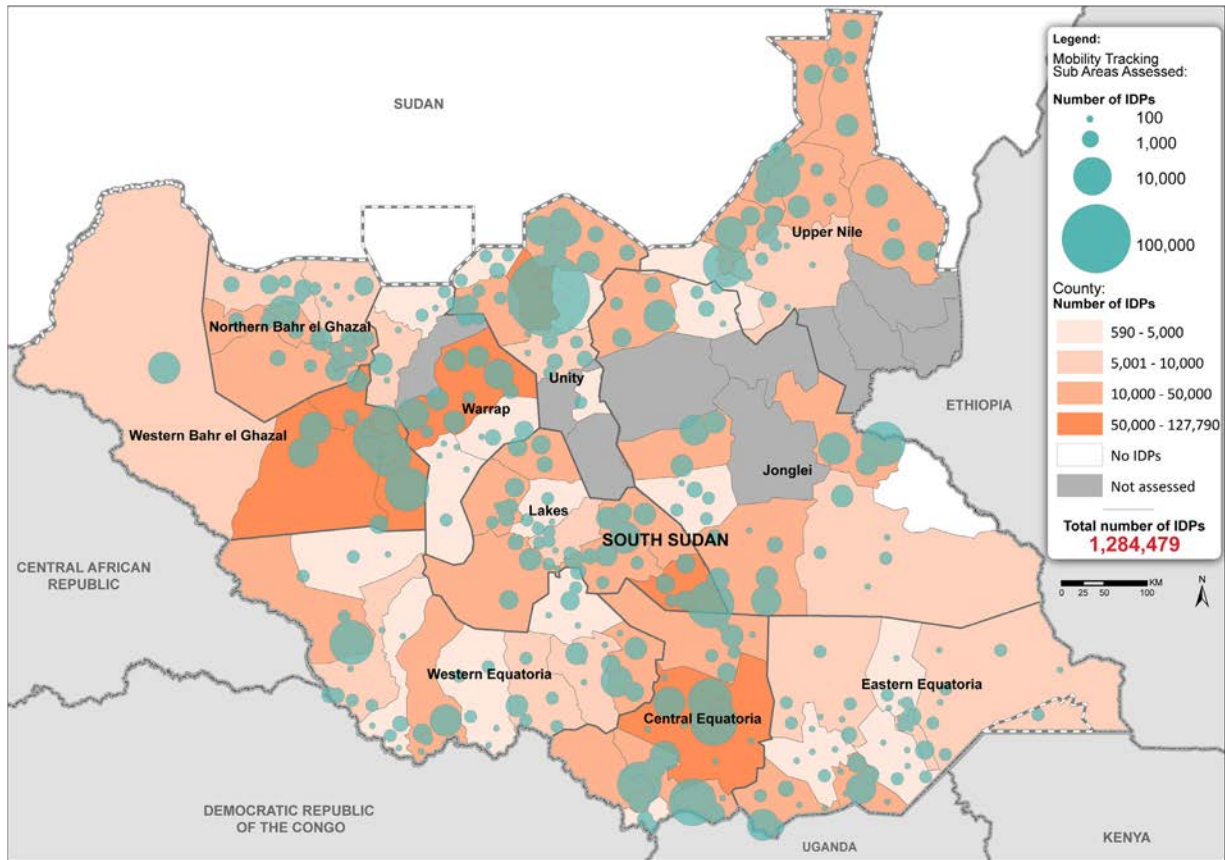 SUDAN
Upper Nile
Northern Bahr el Ghazal
Unity
Warrap
Western Bahr el Ghazal
ETHIOPIA
Jonglei
Lakes
SOUTH SUDAN
CENTRAL AFRICAN
REPUBLIC
Western Equatoria
Eastern Equatoria
Central Equatoria
DEMOCRATIC REPUBLIC
OF THE CONGO
UGANDA
KENYA
Legend:
Mobility Tracking
Sub Areas Assessed:
Number of IDPs
100
1,000
10,000
100,000
County:
Number of IDPs
590 - 5,000
5,001 - 10,000
10,000 - 50,000
50,000 - 127,790
No IDPs
Not assessed
Total number of IDPs
1,284,479
KM
0 25 50 100
N